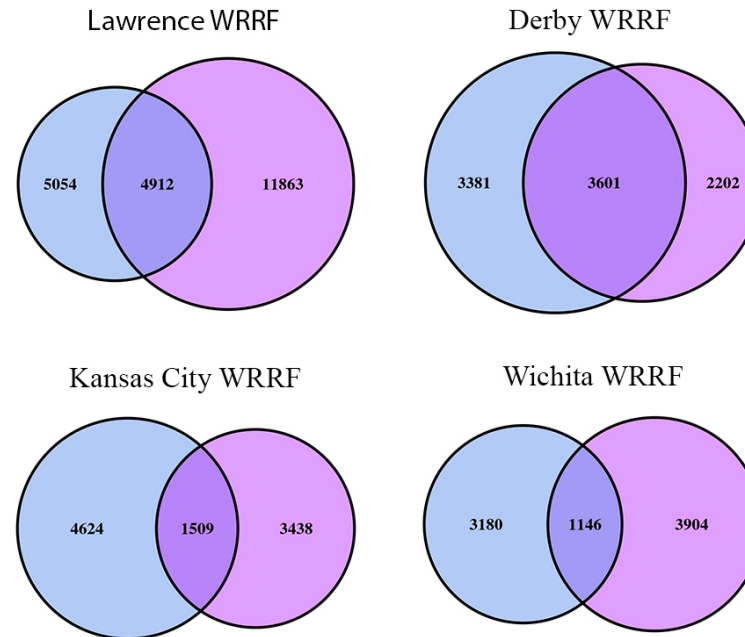 Lawrence WRRF
5054 4912 11863
Derby WRRF
3381 3601 2202
Kansas City WRRF
4624 1509 3438
Wichita WRRF
3180 1146 3904